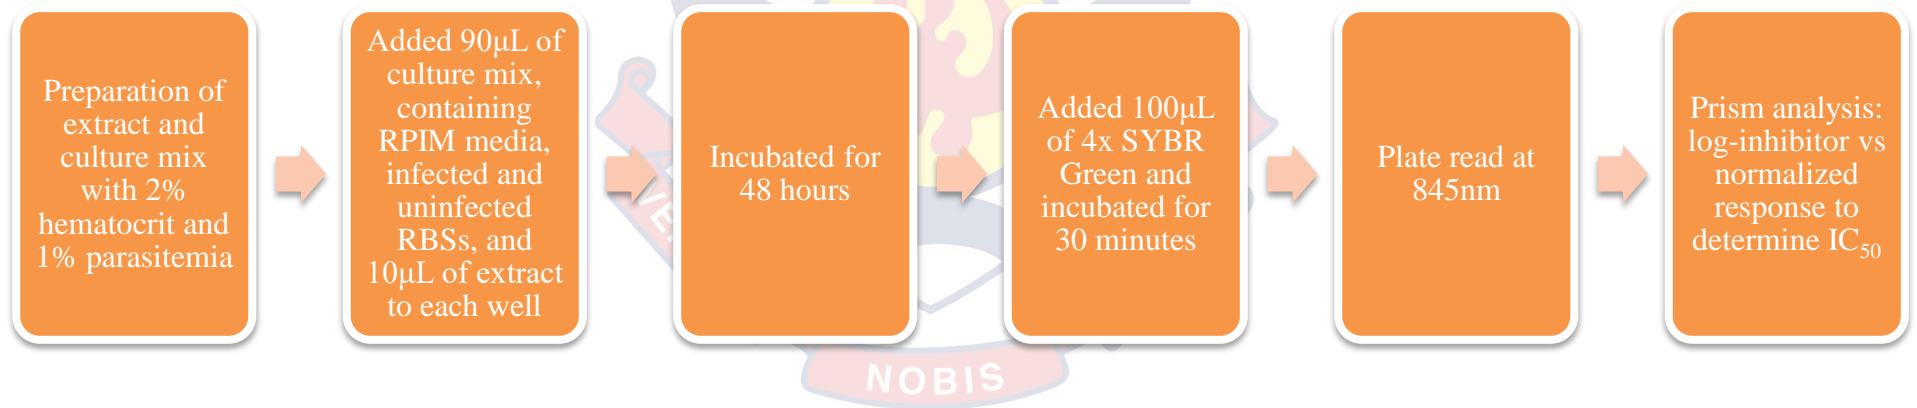 Preparation of
extract and
culture mix
with 2%
hematocrit and
1% parasitemia
Added 90µL of
culture mix,
containing
RPIM media,
infected and
uninfected
RBSs, and
10µL of extract
to each well
Incubated for
48 hours
Added 100µL
of 4x SYBR
Green and
incubated for
30 minutes
Plate read at
845nm
Prism analysis:
log-inhibitor vs
normalized
response to
determine IC₅₀
NOBIS